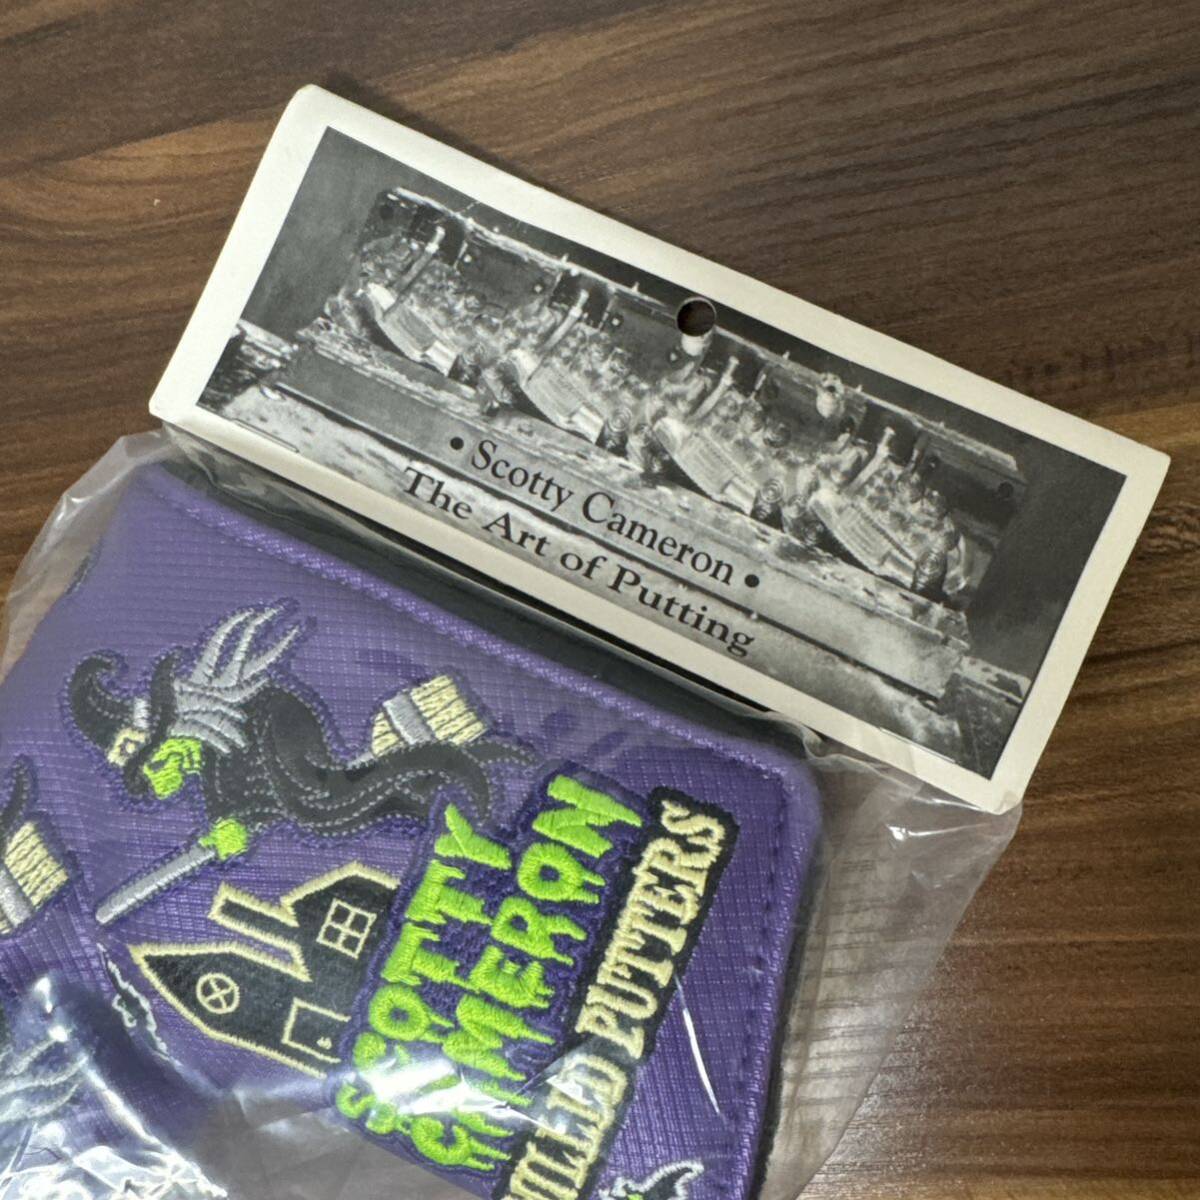 • Scotty Cameron •
The Art of Putting
SCOTTY
CAMERON
MILLED PUTTERS